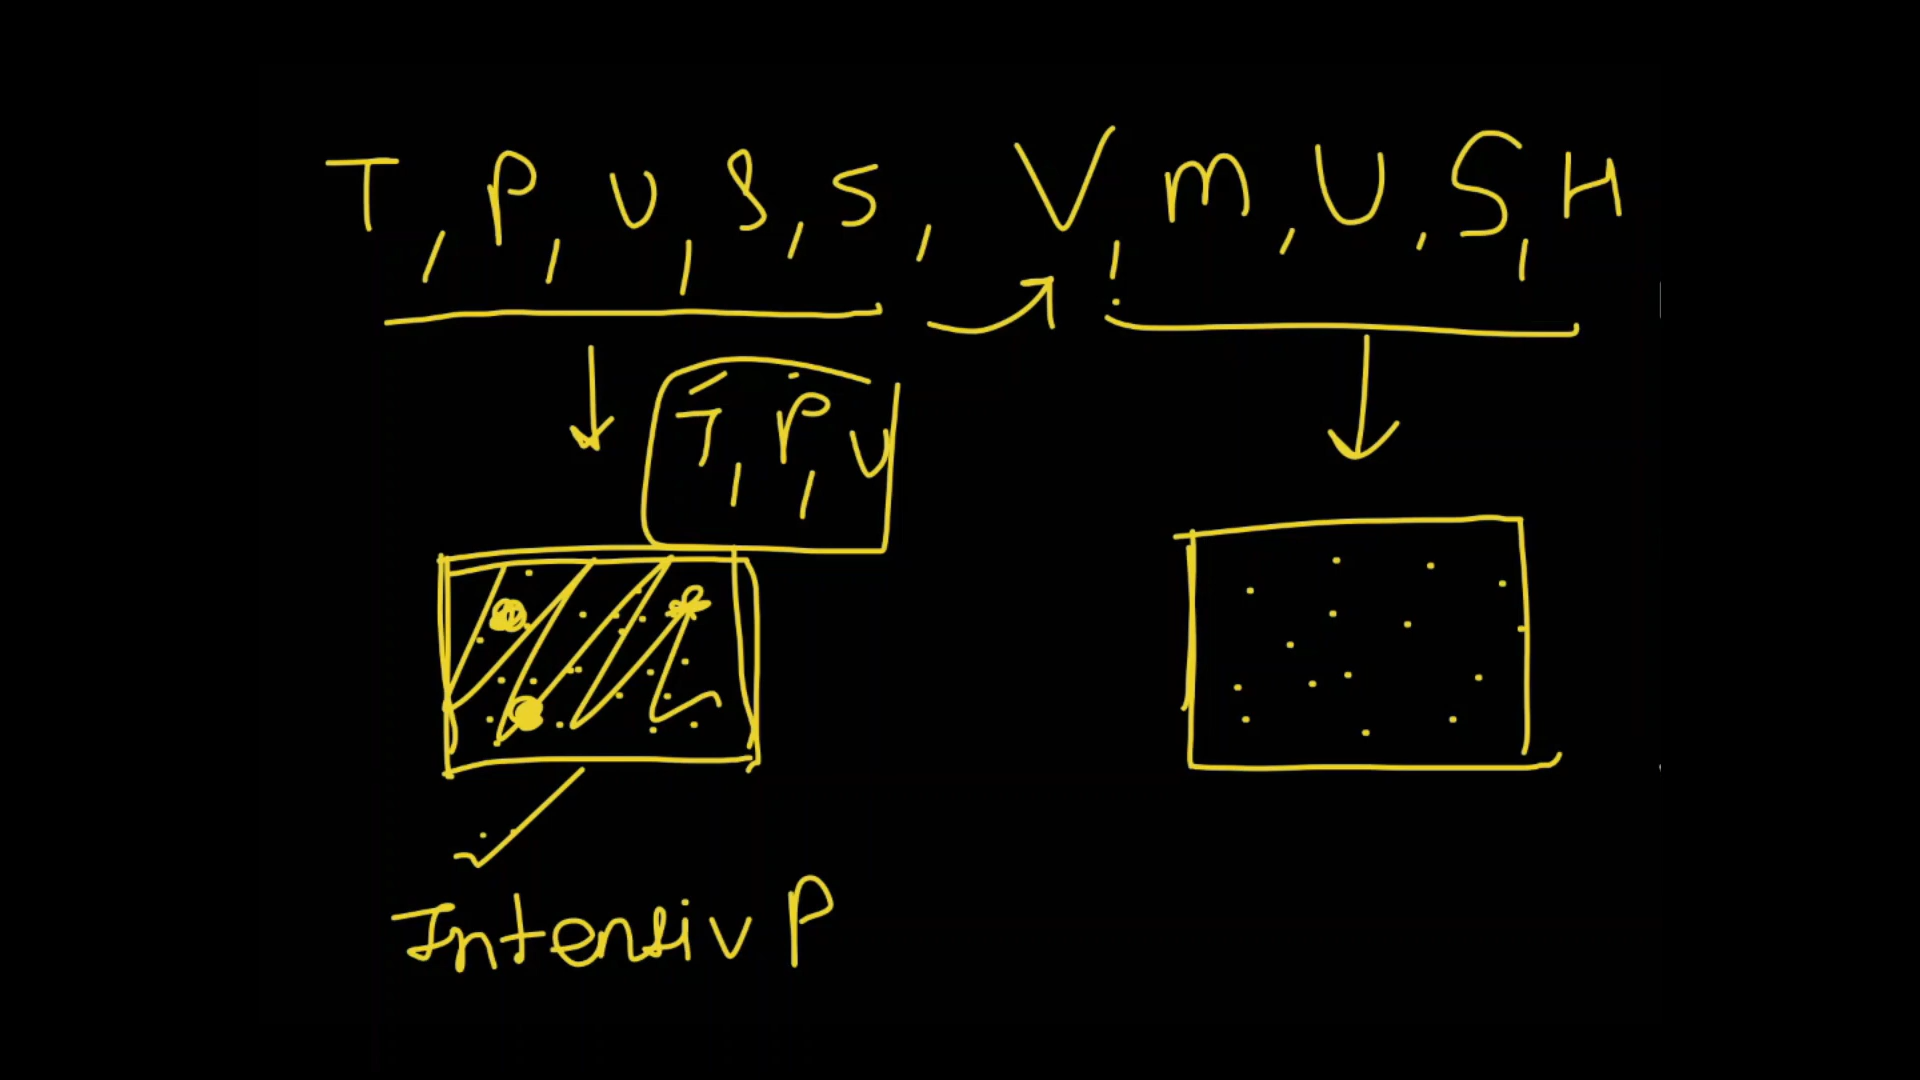 T, P, υ, ρ, s, V, m, U, S, H
T, P, υ
Intensiv P